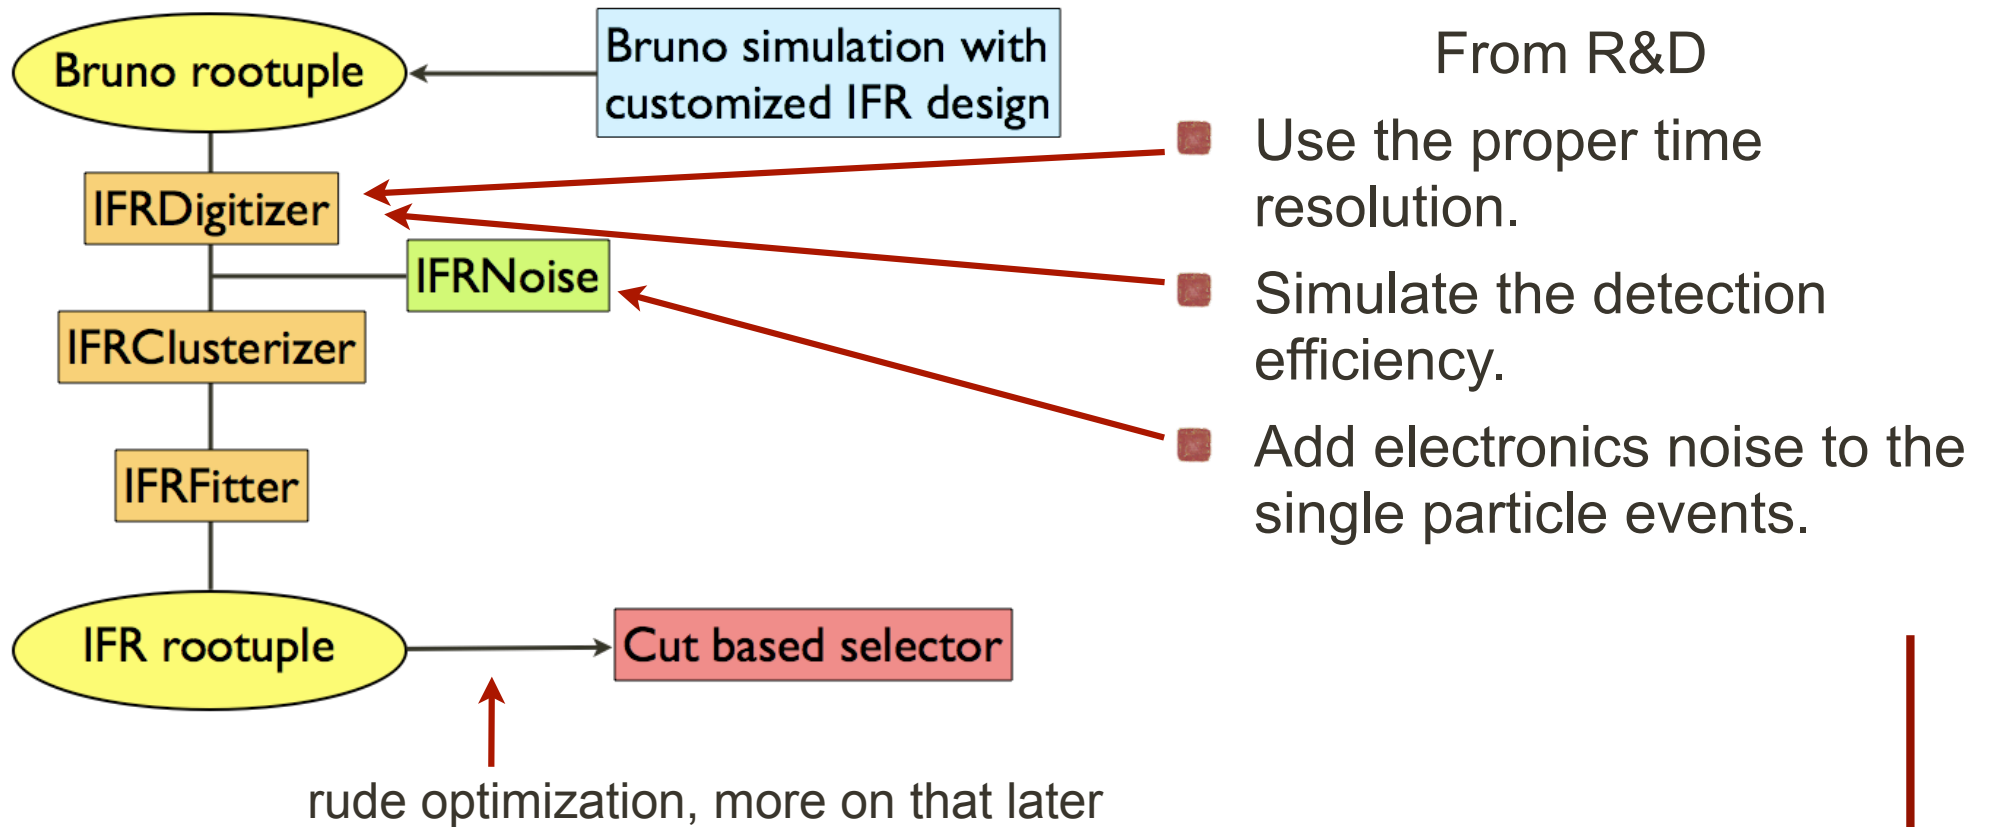 Bruno rootuple
Bruno simulation with
customized IFR design
IFRDigitizer
IFRNoise
IFRClusterizer
IFRFitter
IFR rootuple
Cut based selector
rude optimization, more on that later
From R&D
Use the proper time
resolution.
Simulate the detection
efficiency.
Add electronics noise to the
single particle events.